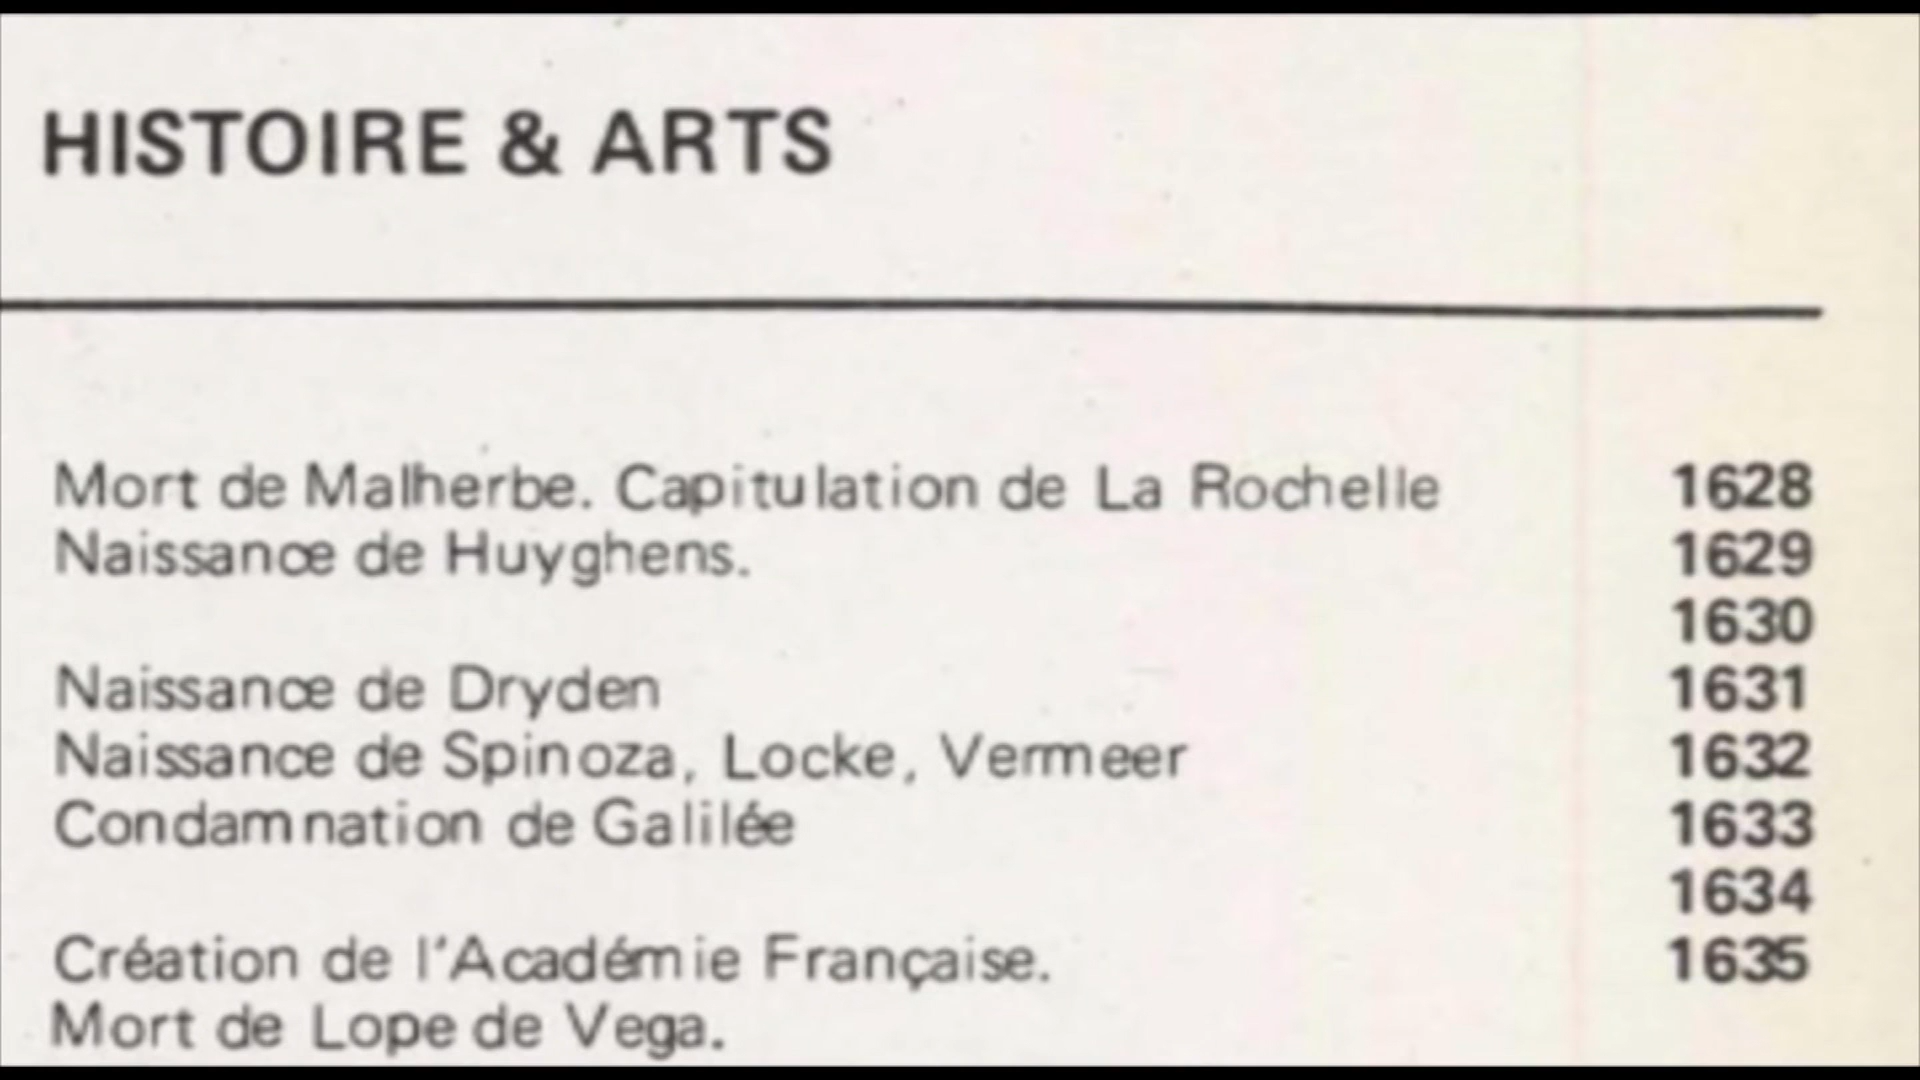 HISTOIRE & ARTS
Mort de Malherbe. Capitulation de La Rochelle 1628
Naissance de Huyghens. 1629
1630
Naissance de Dryden 1631
Naissance de Spinoza, Locke, Vermeer 1632
Condamnation de Galilée 1633
1634
Création de l'Académie Française. 1635
Mort de Lope de Vega.